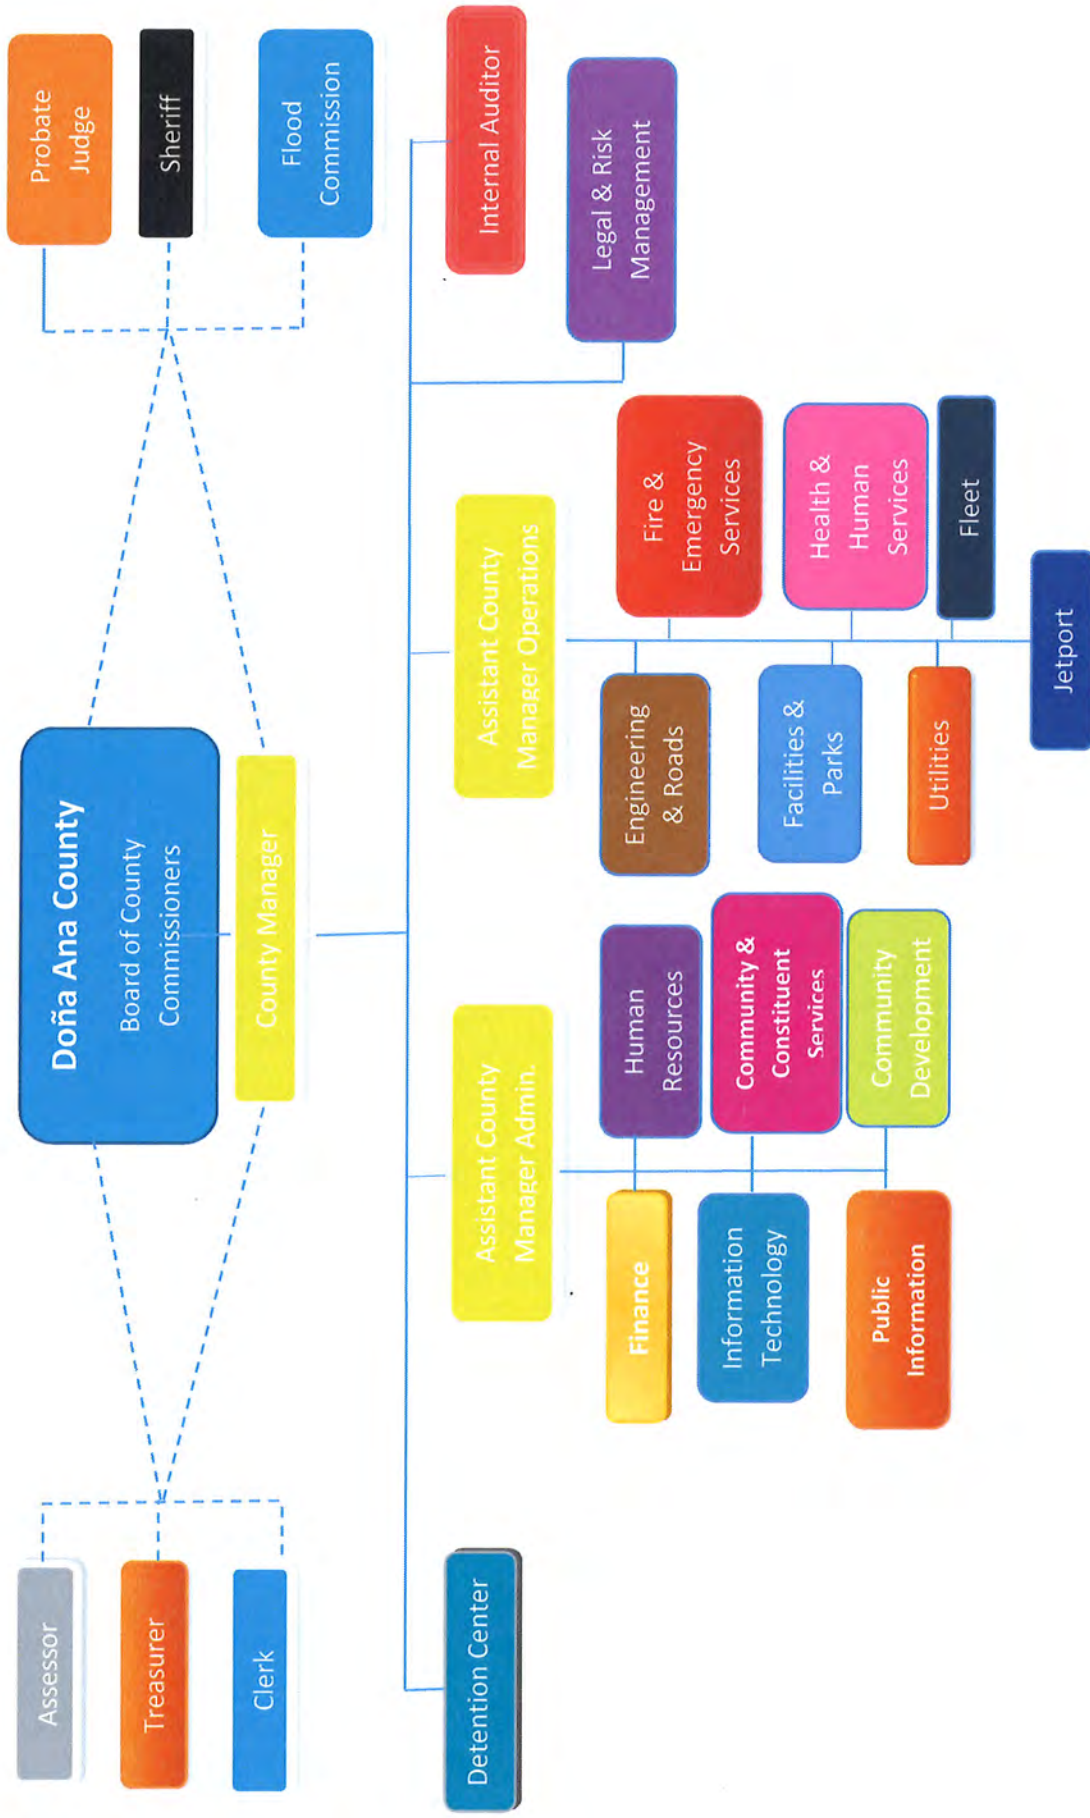 Doña Ana County
Board of County
Commissioners
County Manager
Assessor
Treasurer
Clerk
Probate
Judge
Sheriff
Flood
Commission
Detention Center
Assistant County
Manager Admin.
Assistant County
Manager Operations
Internal Auditor
Legal & Risk
Management
Finance
Human
Resources
Information
Technology
Community &
Constituent
Services
Public
Information
Community
Development
Engineering
& Roads
Fire &
Emergency
Services
Facilities &
Parks
Health &
Human
Services
Utilities
Fleet
Jetport